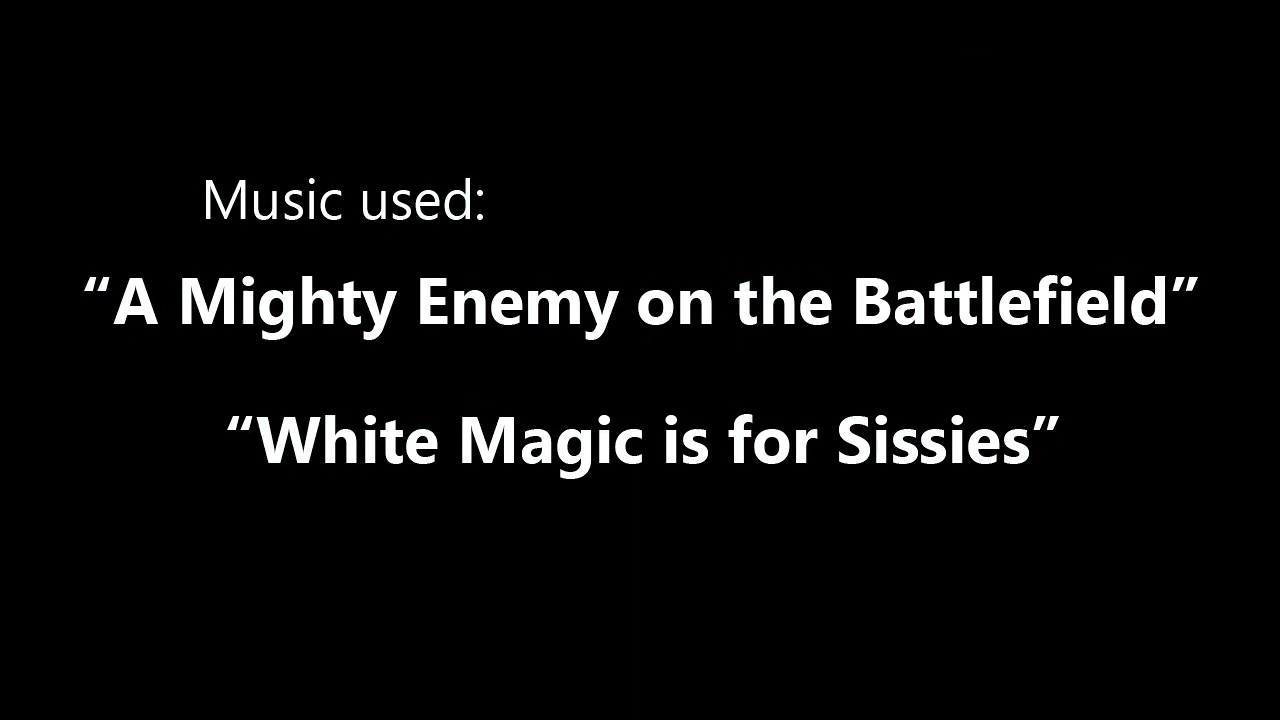 Music used:
“A Mighty Enemy on the Battlefield”
“White Magic is for Sissies”